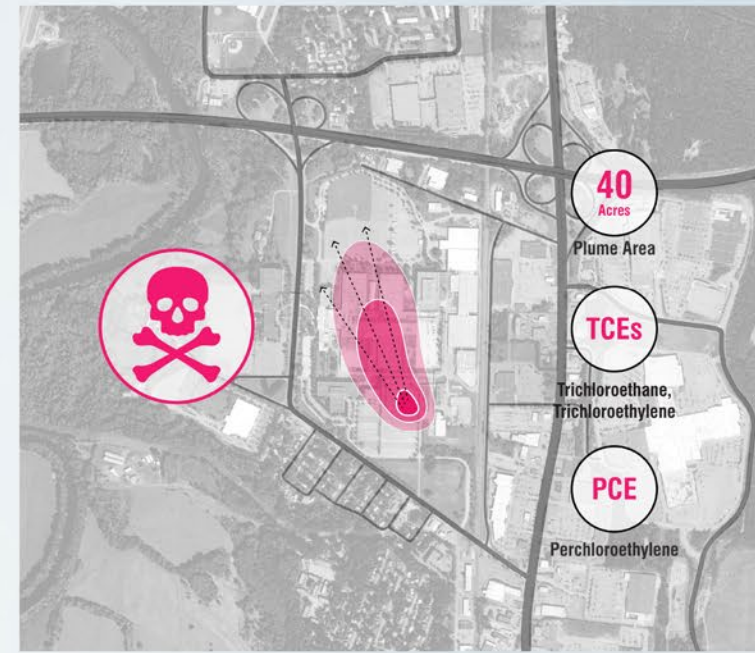 40
Acres
Plume Area
TCEs
Trichloroethane,
Trichloroethylene
PCE
Perchloroethylene